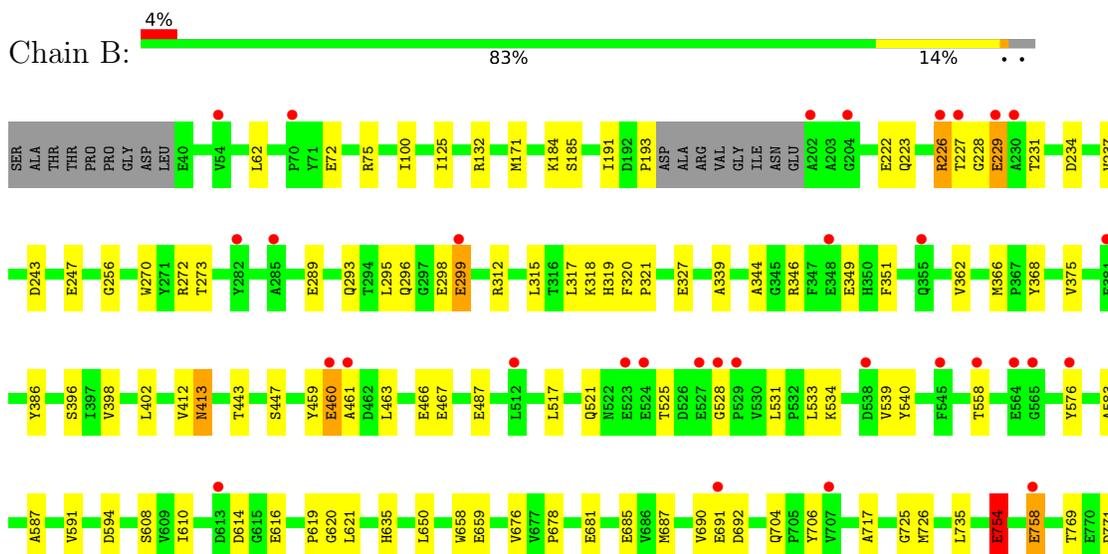 4%
Chain B:
83%
14%
SER ALA THR THR PRO PRO GLY ASP LEU E40 V54 L62 P70 Y71 E72 R75 I100 I125 R132 M171 K184 S185 I191 D192 P193 ASP ALA ARG VAL GLY ILE ASN GLU A202 A203 G204 E222 Q223 R226 T227 G228 E229 A230 T231 D234
D243 E247 G256 W270 Y271 R272 T273 Y282 A285 E289 Q293 T294 L295 Q296 G297 E298 E299 R312 L315 T316 L317 K318 H319 F320 P321 E327 A339 A344 G345 R346 F347 E348 E349 H350 F351 Q355 V362 M366 P367 Y368 V375
Y386 S396 I397 V398 L402 V412 N413 T443 S447 Y459 E460 A461 D462 L463 E466 E467 E487 L512 L517 Q521 N522 E523 E524 T525 D526 E527 G528 P529 V530 L531 P532 L533 K534 D538 V539 Y540 F545 T558 E564 G565 Y576
A587 V591 D594 S608 V609 I610 D613 D614 G615 E616 P619 G620 L621 H635 L650 W658 E659 V676 V677 P678 E681 E685 V686 M687 V690 E691 D692 Q704 P705 Y706 V707 A717 G725 M726 L735 E754 E758 T769 E770